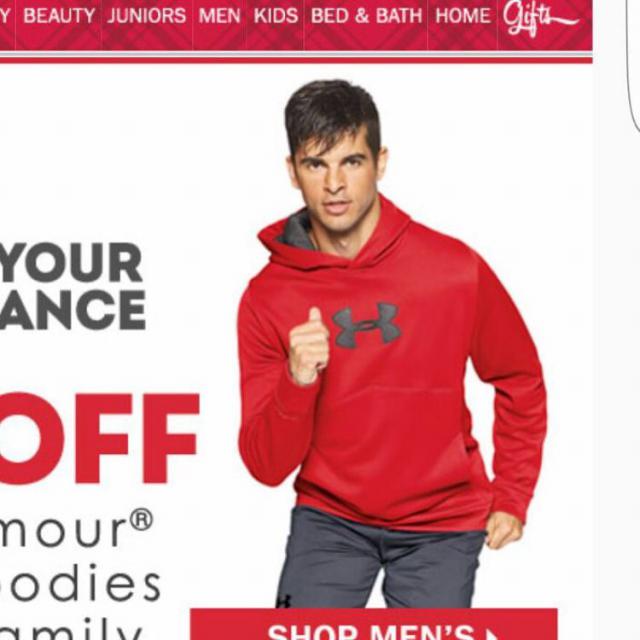 Y BEAUTY JUNIORS MEN KIDS BED & BATH HOME Gifts
YOUR
ANCE
OFF
mour®
oodies
amily
SHOP MEN'S